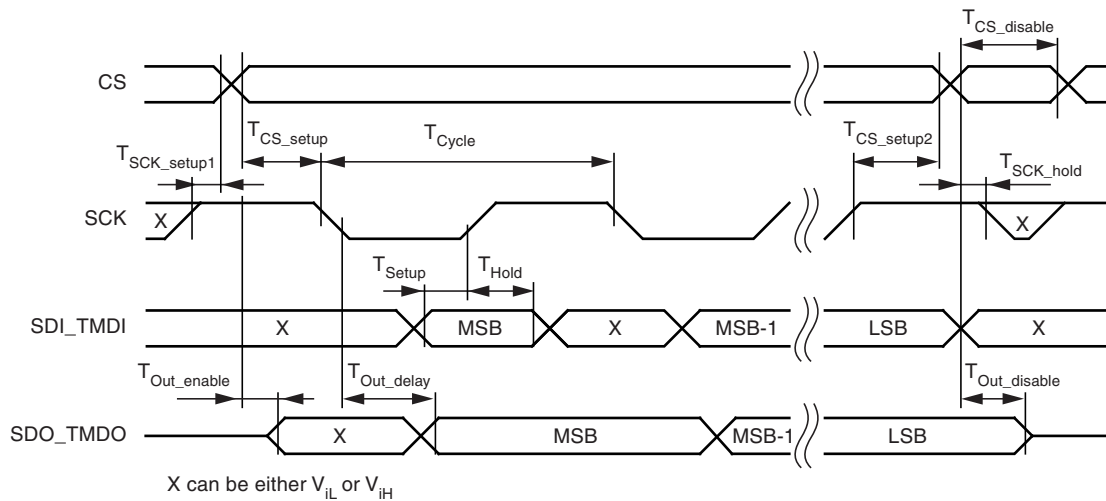 T_CS_disable
CS
T_CS_setup
T_Cycle
T_CS_setup2
T_SCK_setup1
T_SCK_hold
SCK
X
X
T_Setup
T_Hold
SDI_TMDI
X
MSB
X
MSB-1
LSB
X
T_Out_enable
T_Out_delay
T_Out_disable
SDO_TMDO
X
MSB
MSB-1
LSB
X can be either V_iL or V_iH